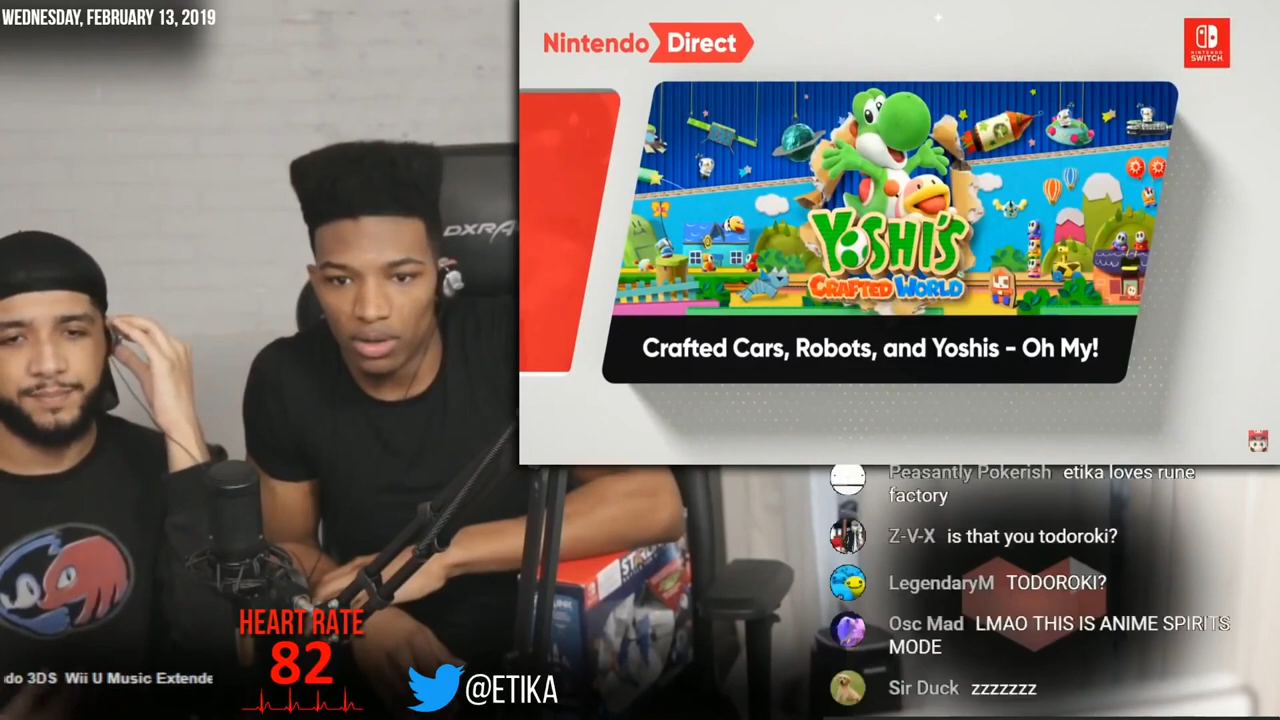 WEDNESDAY, FEBRUARY 13, 2019
Nintendo Direct
NINTENDO
SWITCH
YOSHI'S
CRAFTED WORLD
Crafted Cars, Robots, and Yoshis - Oh My!
DXRA
Peasantly Pokerish etika loves rune
factory
Z-V-X is that you todoroki?
LegendaryM TODOROKI?
Osc Mad LMAO THIS IS ANIME SPIRITS
MODE
Sir Duck zzzzzzz
HEART RATE
82
do 3DS Wii U Music Extende
@ETIKA